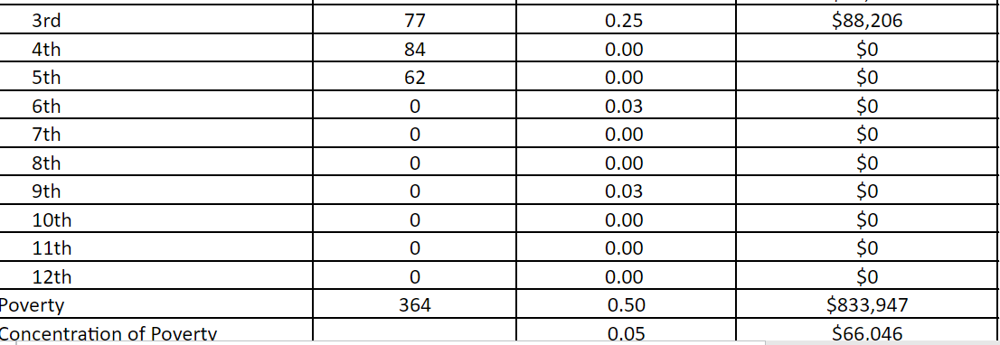 3rd 77 0.25 $88,206
4th 84 0.00 $0
5th 62 0.00 $0
6th 0 0.03 $0
7th 0 0.00 $0
8th 0 0.00 $0
9th 0 0.03 $0
10th 0 0.00 $0
11th 0 0.00 $0
12th 0 0.00 $0
Poverty 364 0.50 $833,947
Concentration of Poverty 0.05 $66,046